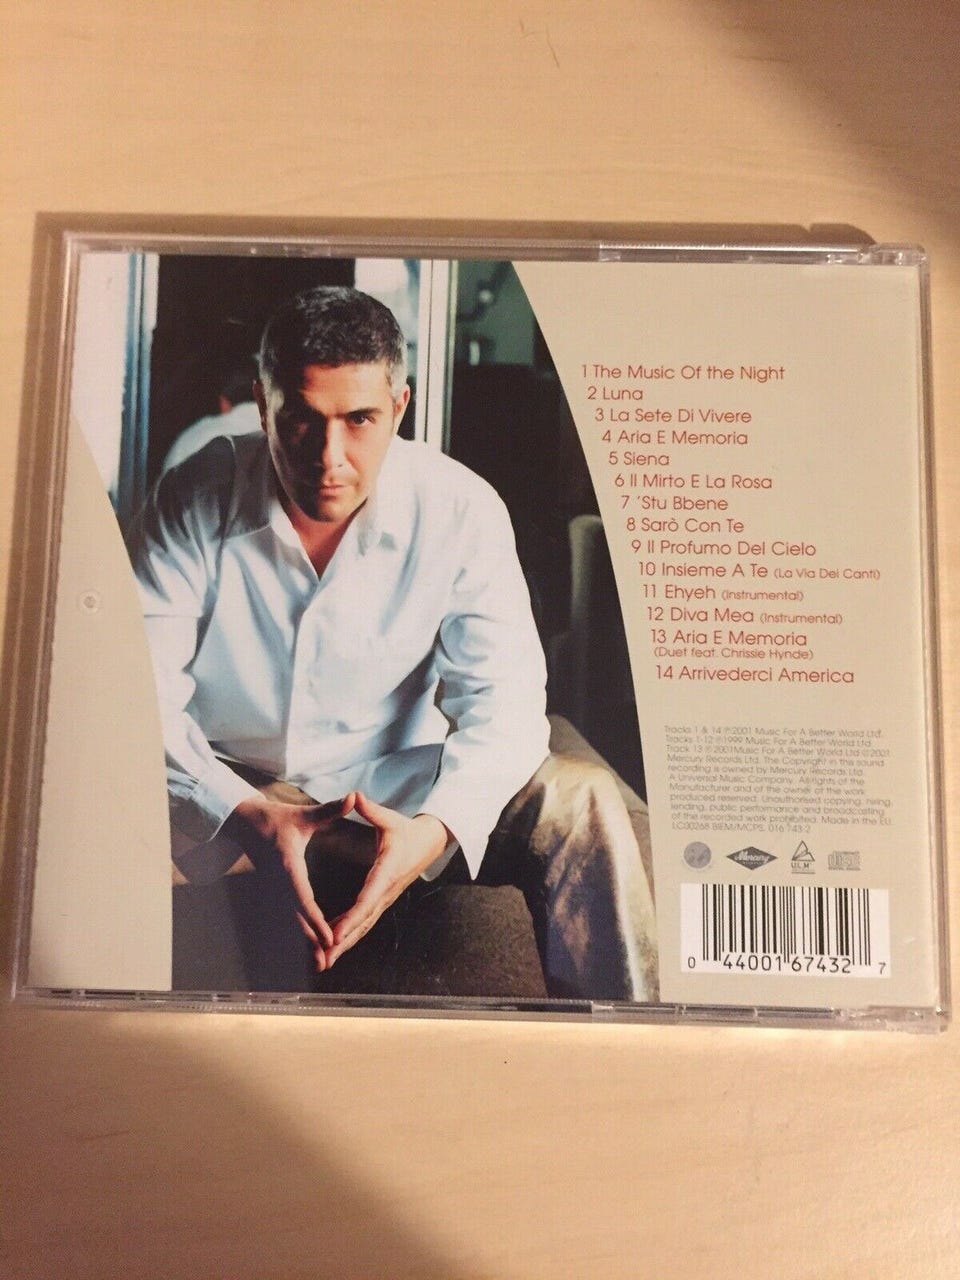 1 The Music Of the Night
2 Luna
3 La Sete Di Vivere
4 Aria E Memoria
5 Siena
6 Il Mirto E La Rosa
7 'Stu Bbene
8 Sarò Con Te
9 Il Profumo Del Cielo
10 Insieme A Te (La Via Dei Canti)
11 Ehyeh (Instrumental)
12 Diva Mea (Instrumental)
13 Aria E Memoria
(Duet feat. Chrissie Hynde)
14 Arrivederci America
Tracks 1 & 14 ℗2001 Music For A Better World Ltd.
Tracks 1-12 ℗1999 Music For A Better World Ltd
Track 13 ℗ 2001 Music For A Better World Ltd ©2001
Mercury Records Ltd. The Copyright in this sound
recording is owned by Mercury Records Ltd.
A Universal Music Company. All rights of the
Manufacturer and of the owner of the work
produced reserved. Unauthorised copying, hiring,
lending, public performance and broadcasting
of the recorded work prohibited. Made in the EU.
LC00268 BIEM/MCPS. 016 743-2
Mercury
U.L.M
0 44001 67432 7